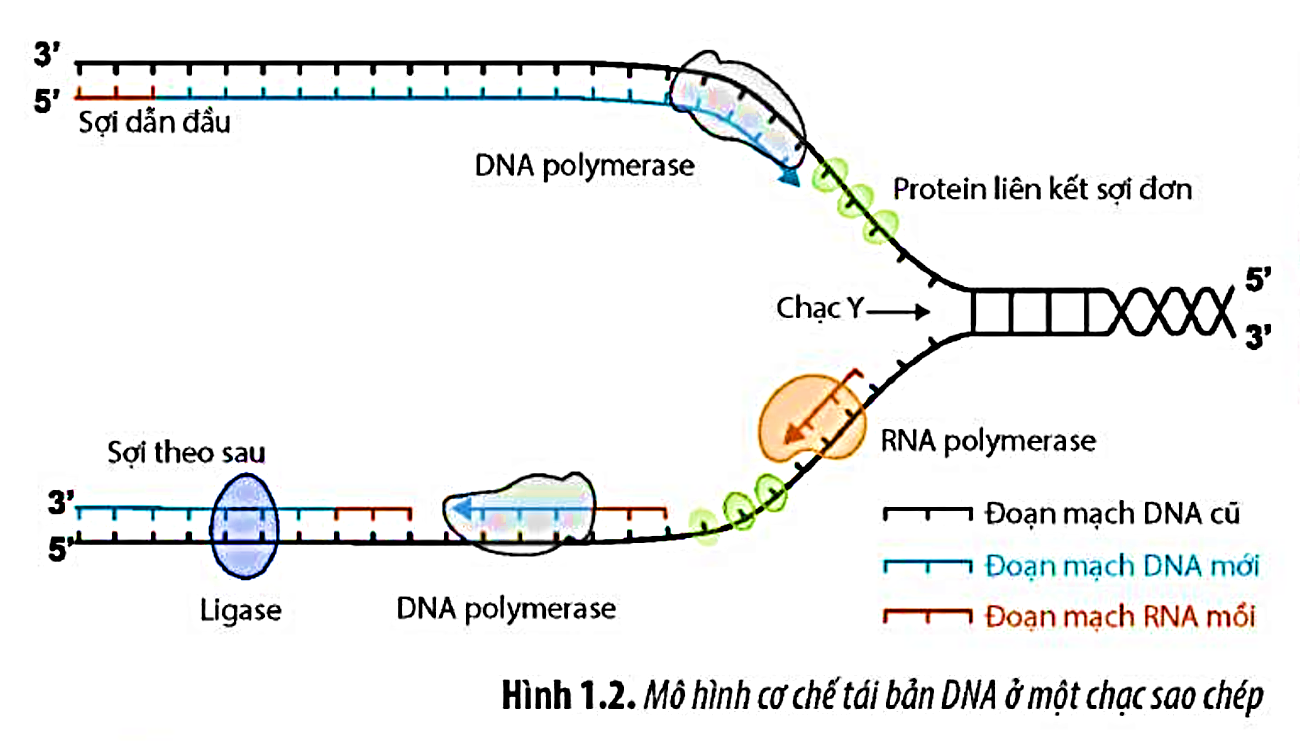 3’
5’
Sợi dẫn đầu
DNA polymerase
Protein liên kết sợi đơn
5’
Chạc Y
3’
RNA polymerase
Sợi theo sau
3’
5’
Ligase
DNA polymerase
Đoạn mạch DNA cũ
Đoạn mạch DNA mới
Đoạn mạch RNA mồi
Hình 1.2. Mô hình cơ chế tái bản DNA ở một chạc sao chép